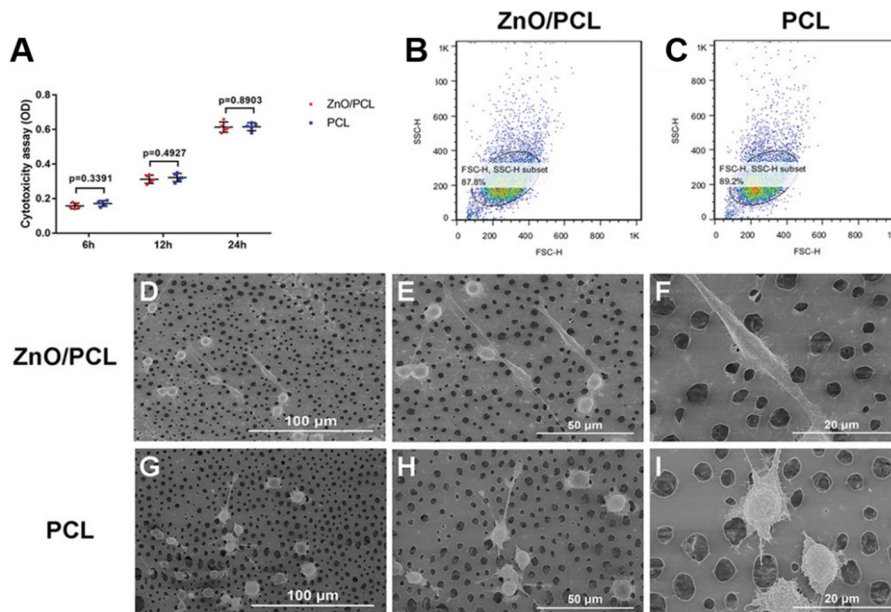 ZnO/PCL
PCL
A
Cytotoxicity assay (OD)
0.8
0.6
0.4
0.2
0.0
p=0.3391
p=0.4927
p=0.8903
6h
12h
24h
ZnO/PCL
PCL
B
1K
800
600
400
200
0
SSC-H
FSC-H, SSC-H subset
87.8%
0
200
400
600
800
1K
FSC-H
C
1K
800
600
400
200
0
SSC-H
FSC-H, SSC-H subset
89.2%
0
200
400
600
800
1K
FSC-H
ZnO/PCL
D
100 µm
E
50 µm
F
20 µm
PCL
G
100 µm
H
50 µm
I
20 µm